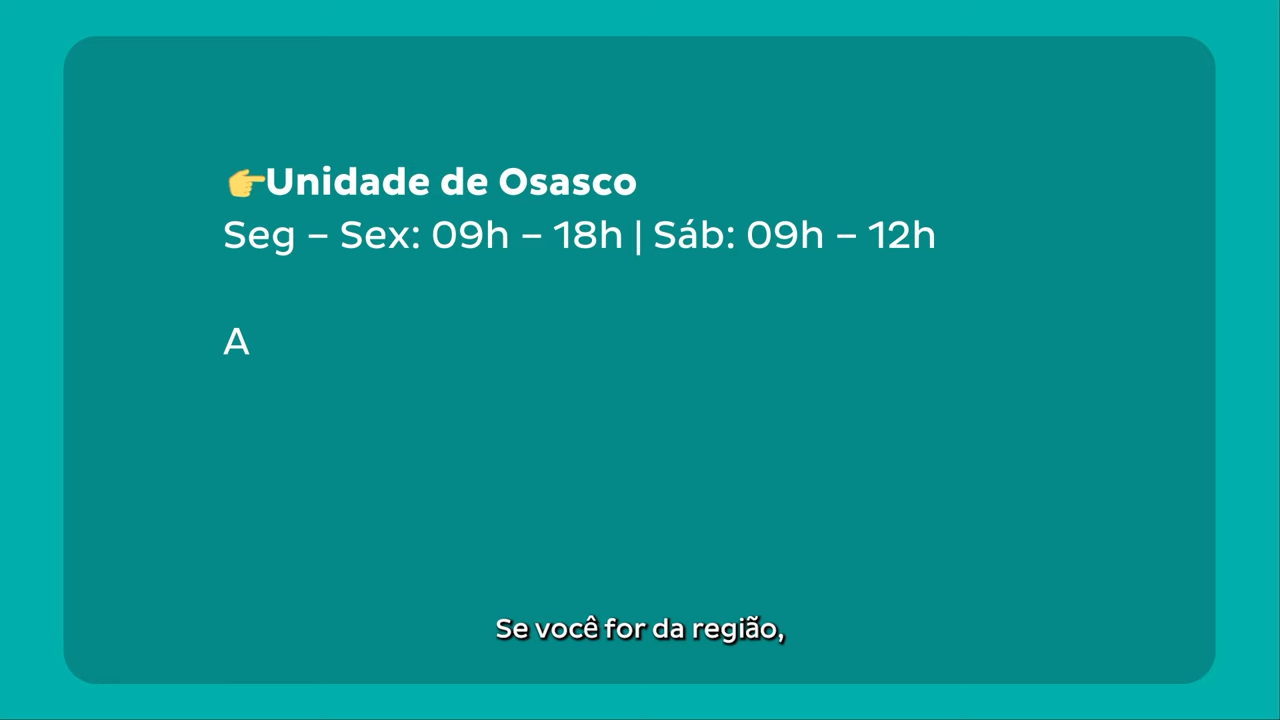 👉Unidade de Osasco
Seg – Sex: 09h – 18h | Sáb: 09h – 12h
A
Se você for da região,